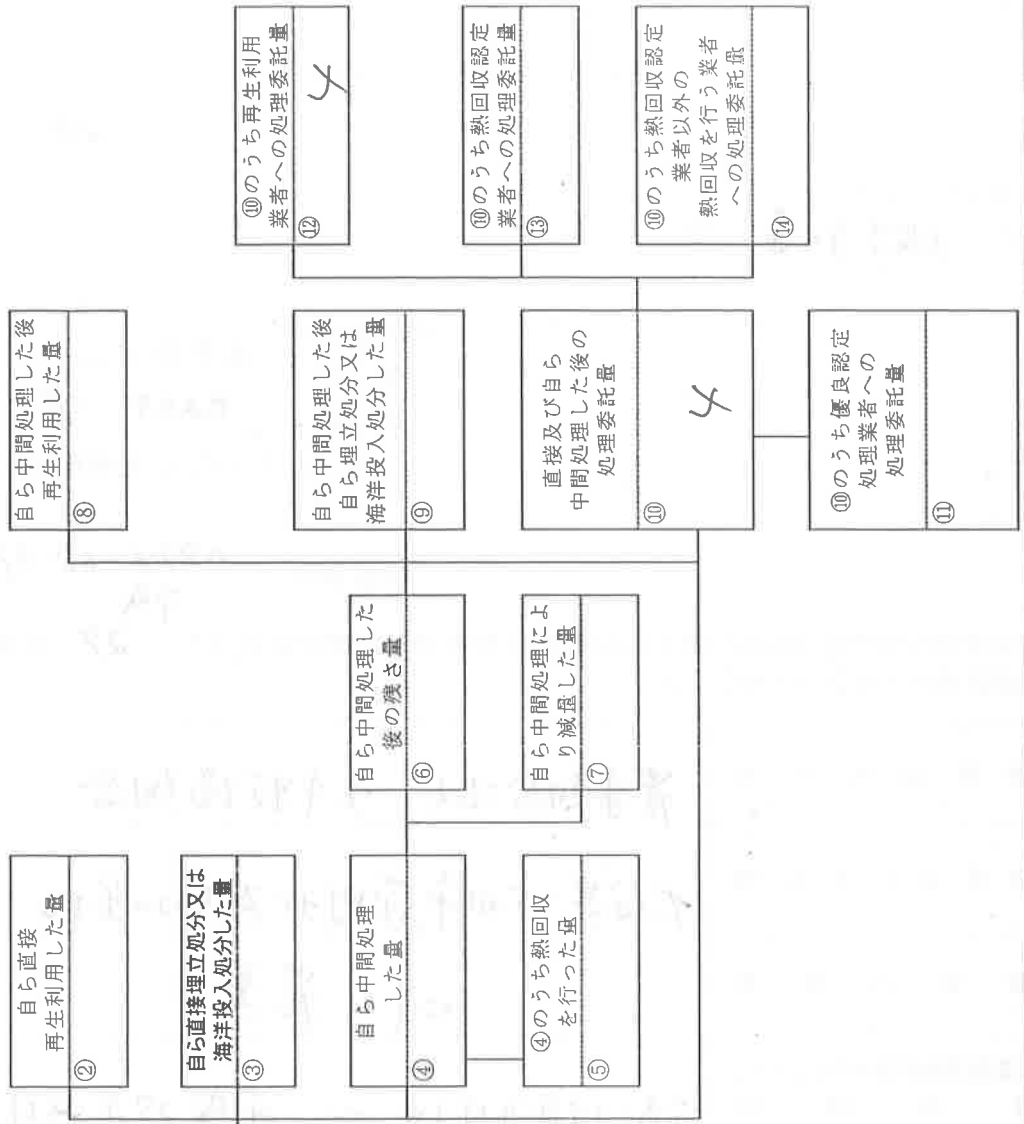 自ら直接
再生利用した量
②
自ら直接埋立処分又は
海洋投入処分した量
③
自ら中間処理
した量
④
④のうち熱回収
を行った量
⑤
自ら中間処理した
後の残さ量
⑥
自ら中間処理によ
り減量した量
⑦
自ら中間処理した後
再生利用した量
⑧
自ら中間処理した後
自ら埋立処分又は
海洋投入処分した量
⑨
直接及び自ら
中間処理した後の
処理委託量
⑩
4
⑩のうち優良認定
処理業者への
処理委託量
⑪
⑩のうち再生利用
業者への処理委託量
⑫
4
⑩のうち熱回収認定
業者への処理委託量
⑬
⑩のうち熱回収認定
業者以外の
熱回収を行う業者
への処理委託量
⑭